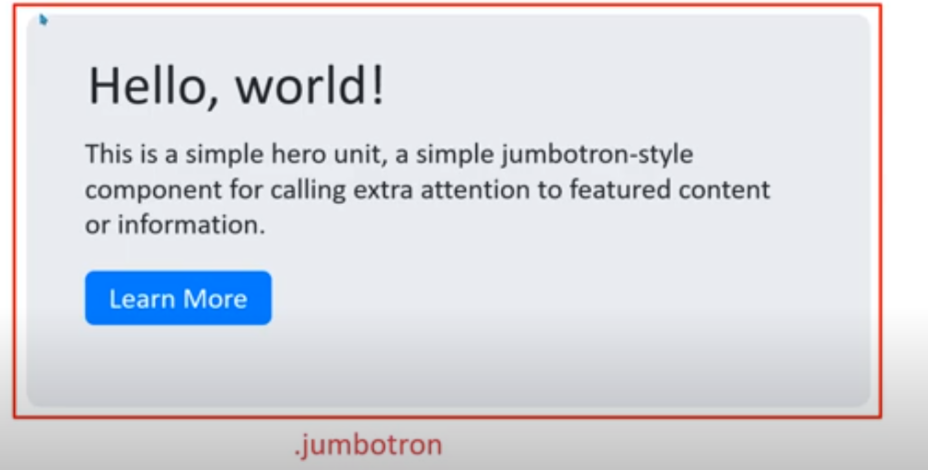 Hello, world!
This is a simple hero unit, a simple jumbotron-style
component for calling extra attention to featured content
or information.
Learn More
.jumbotron